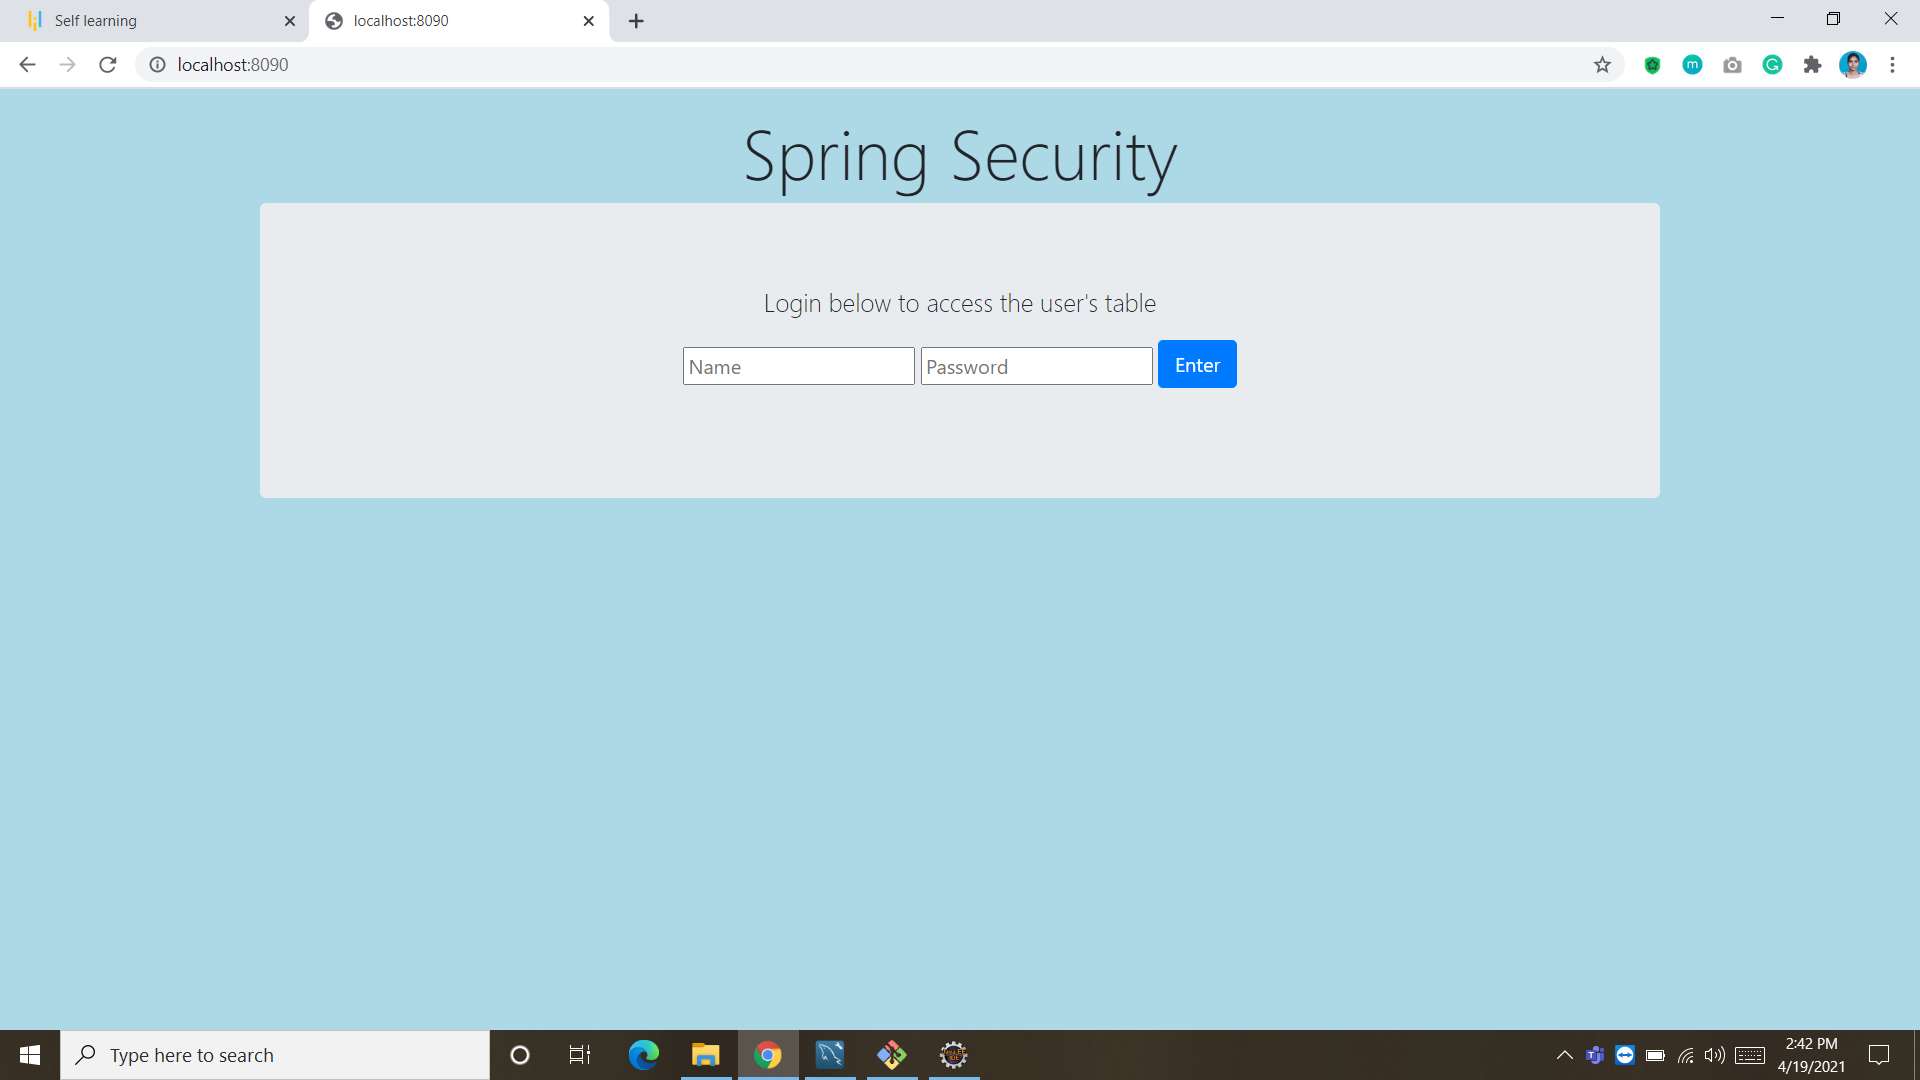 Self learning
localhost:8090
localhost:8090
Spring Security
Login below to access the user's table
Name Password Enter
Type here to search
2:42 PM
4/19/2021